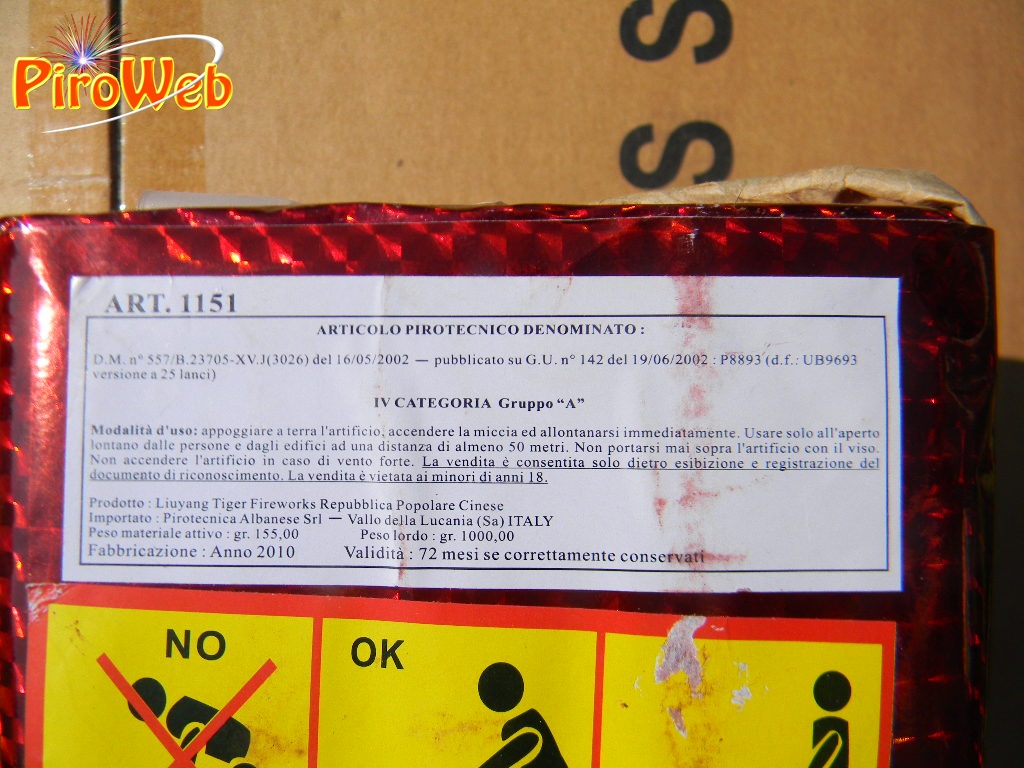 PiroWeb
S S
ART. 1151
ARTICOLO PIROTECNICO DENOMINATO :
D.M. n° 557/B.23705-XV.J(3026) del 16/05/2002 — pubblicato su G.U. n° 142 del 19/06/2002 : P8893 (d.f.: UB9693
versione a 25 lanci)
IV CATEGORIA Gruppo “A”
Modalità d'uso: appoggiare a terra l'artificio, accendere la miccia ed allontanarsi immediatamente. Usare solo all'aperto
lontano dalle persone e dagli edifici ad una distanza di almeno 50 metri. Non portarsi mai sopra l'artificio con il viso.
Non accendere l'artificio in caso di vento forte. La vendita è consentita solo dietro esibizione e registrazione del
documento di riconoscimento. La vendita è vietata ai minori di anni 18.
Prodotto : Liuyang Tiger Fireworks Repubblica Popolare Cinese
Importato : Pirotecnica Albanese Srl — Vallo della Lucania (Sa) ITALY
Peso materiale attivo : gr. 155,00 Peso lordo : gr. 1000,00
Fabbricazione : Anno 2010 Validità : 72 mesi se correttamente conservati
NO OK